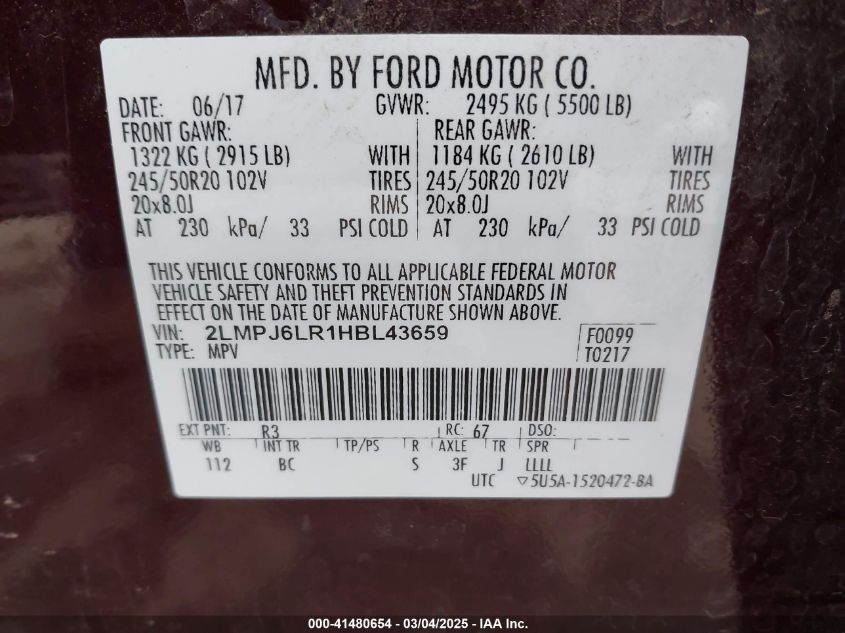 MFD. BY FORD MOTOR CO.
DATE: 06/17 GVWR: 2495 KG ( 5500 LB)
FRONT GAWR: REAR GAWR:
1322 KG ( 2915 LB) WITH 1184 KG ( 2610 LB) WITH
245/50R20 102V TIRES 245/50R20 102V TIRES
20x8.0J RIMS 20x8.0J RIMS
AT 230 kPa/ 33 PSI COLD AT 230 kPa/ 33 PSI COLD
THIS VEHICLE CONFORMS TO ALL APPLICABLE FEDERAL MOTOR
VEHICLE SAFETY AND THEFT PREVENTION STANDARDS IN
EFFECT ON THE DATE OF MANUFACTURE SHOWN ABOVE.
VIN: 2LMPJ6LR1HBL43659 F0099
TYPE: MPV T0217
EXT PNT: R3 RC: 67 DSO:
WB INT TR TP/PS R AXLE TR SPR
112 BC S 3F J LLLL
UTC ▽5U5A-1520472-BA
000-41480654 - 03/04/2025 - IAA Inc.